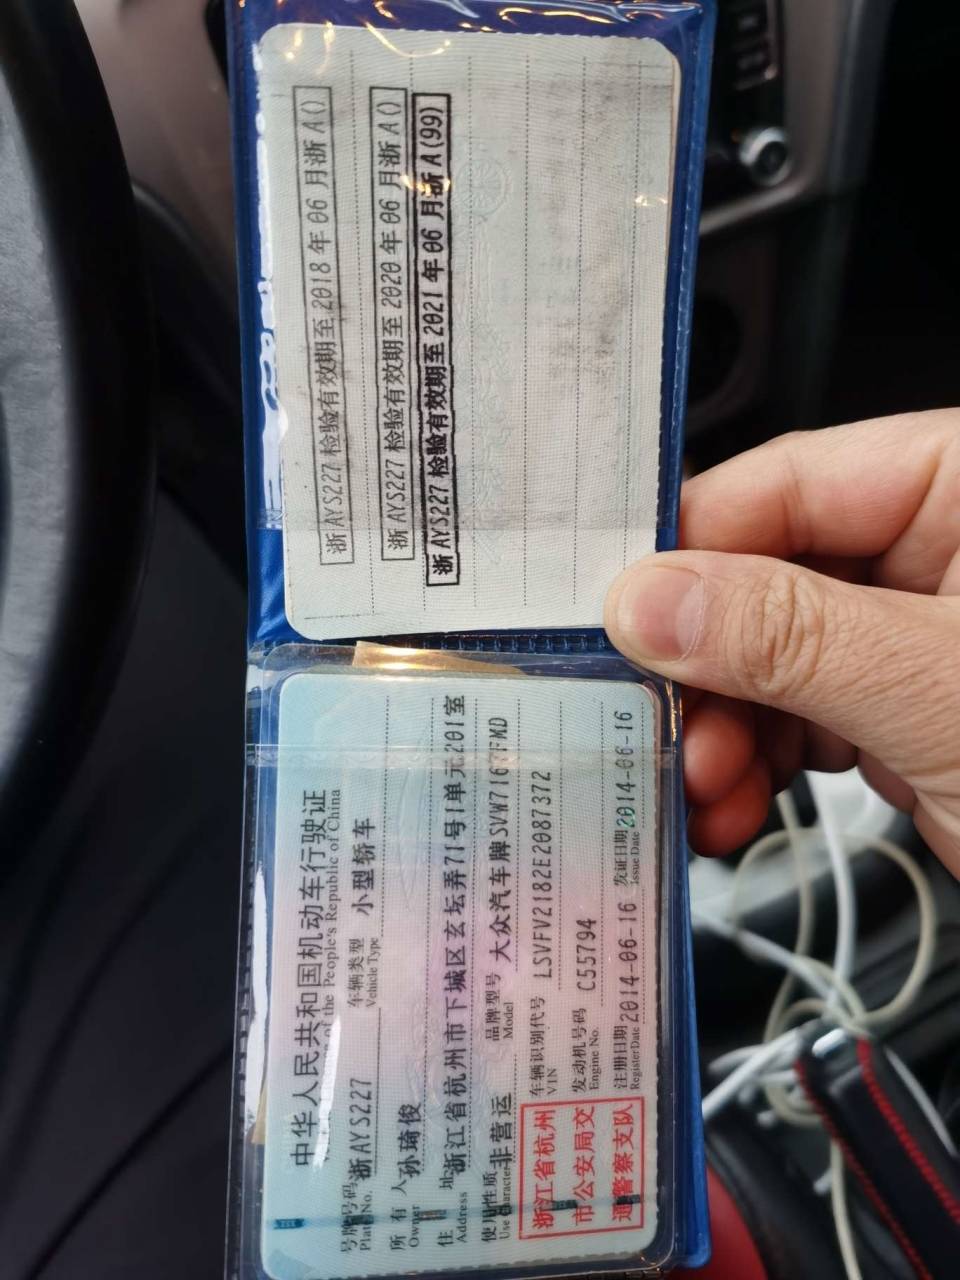 浙AYS227 检验有效期至2018年06月浙A()
浙AYS227 检验有效期至2020年06月浙A()
浙AYS227 检验有效期至2021年06月浙A(99)
中华人民共和国机动车行驶证
of the People's Republic of China
号牌号码 浙AYS227 车辆类型 小型轿车
Plate No. Vehicle Type
所有人 孙琦俊
Owner
住址 浙江省杭州市下城区玄坛弄71号1单元201室
Address
使用性质 非营运 品牌型号 大众汽车牌SVW7167FMD
Use Character Model
浙江省杭州
市公安局交
通警察支队
车辆识别代号 LSVFV2182E2087372
VIN
发动机号码 C55794
Engine No.
注册日期 2014-06-16 发证日期 2014-06-16
Register Date Issue Date